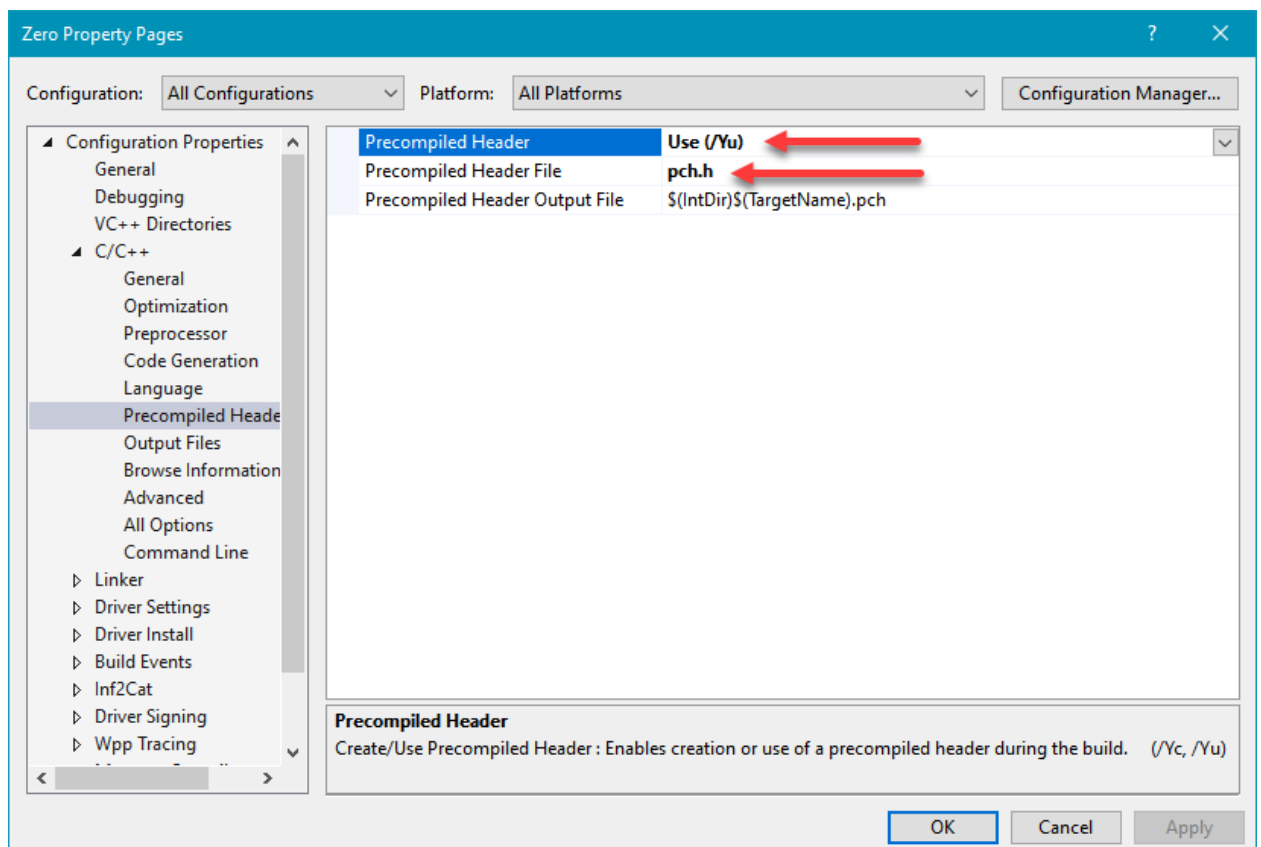 Zero Property Pages ? ×
Configuration: All Configurations Platform: All Platforms Configuration Manager...
Configuration Properties
General
Debugging
VC++ Directories
C/C++
General
Optimization
Preprocessor
Code Generation
Language
Precompiled Heade
Output Files
Browse Information
Advanced
All Options
Command Line
Linker
Driver Settings
Driver Install
Build Events
Inf2Cat
Driver Signing
Wpp Tracing
Precompiled Header Use (/Yu)
Precompiled Header File pch.h
Precompiled Header Output File $(IntDir)$(TargetName).pch
Precompiled Header
Create/Use Precompiled Header : Enables creation or use of a precompiled header during the build. (/Yc, /Yu)
OK Cancel Apply